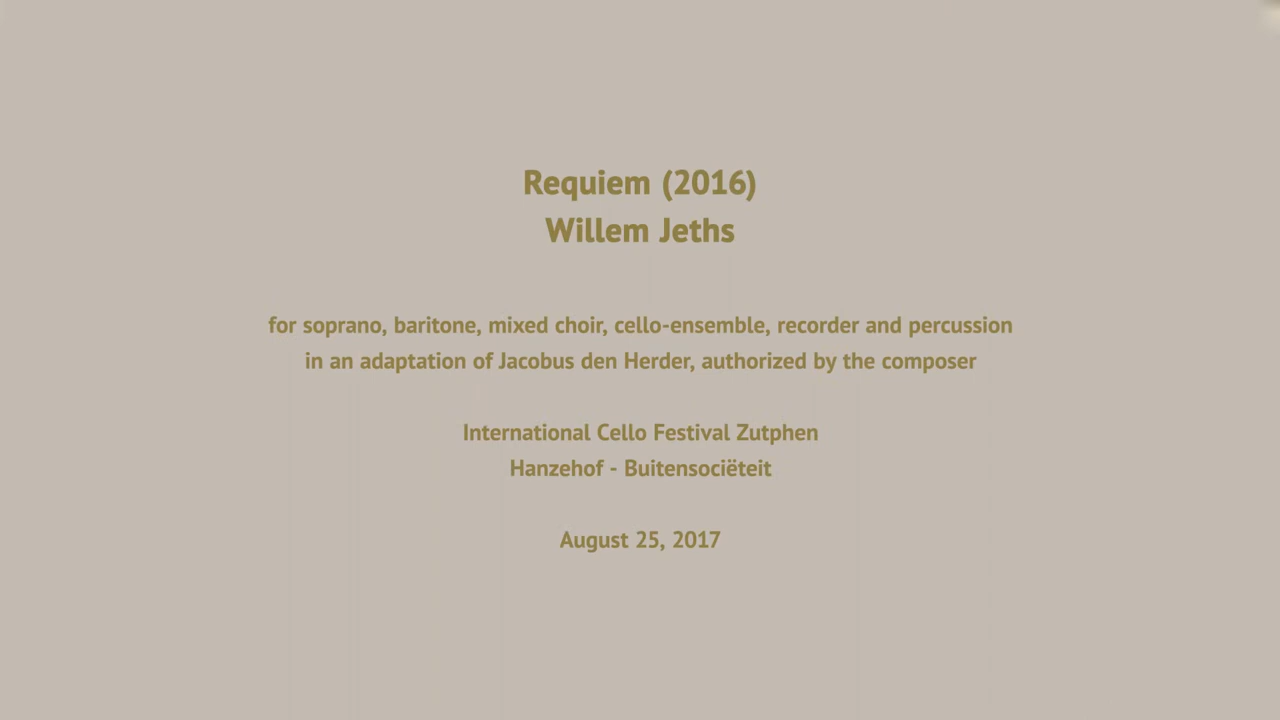 Requiem (2016)
Willem Jeths
for soprano, baritone, mixed choir, cello-ensemble, recorder and percussion
in an adaptation of Jacobus den Herder, authorized by the composer
International Cello Festival Zutphen
Hanzehof - Buitensociëteit
August 25, 2017